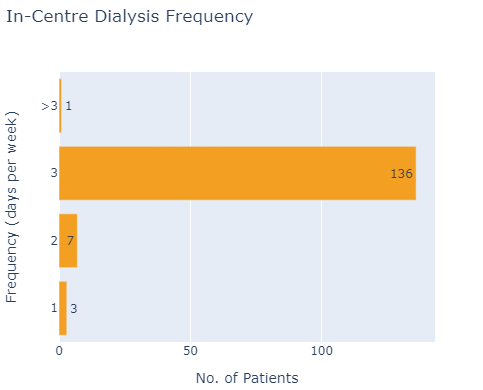 In-Centre Dialysis Frequency
Frequency (days per week)
>3 1
3 136
2 7
1 3
0 50 100
No. of Patients